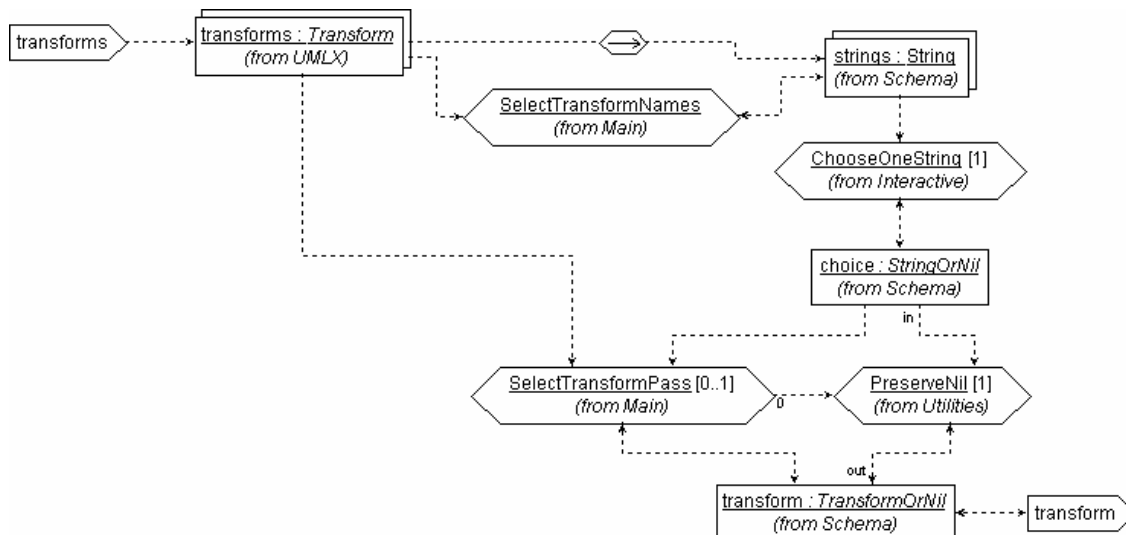 transforms
transforms : Transform
(from UMLX)
strings : String
(from Schema)
SelectTransformNames
(from Main)
ChooseOneString [1]
(from Interactive)
choice : StringOrNil
(from Schema)
in
SelectTransformPass [0..1]
(from Main)
0
PreserveNil [1]
(from Utilities)
out
transform : TransformOrNil
(from Schema)
transform